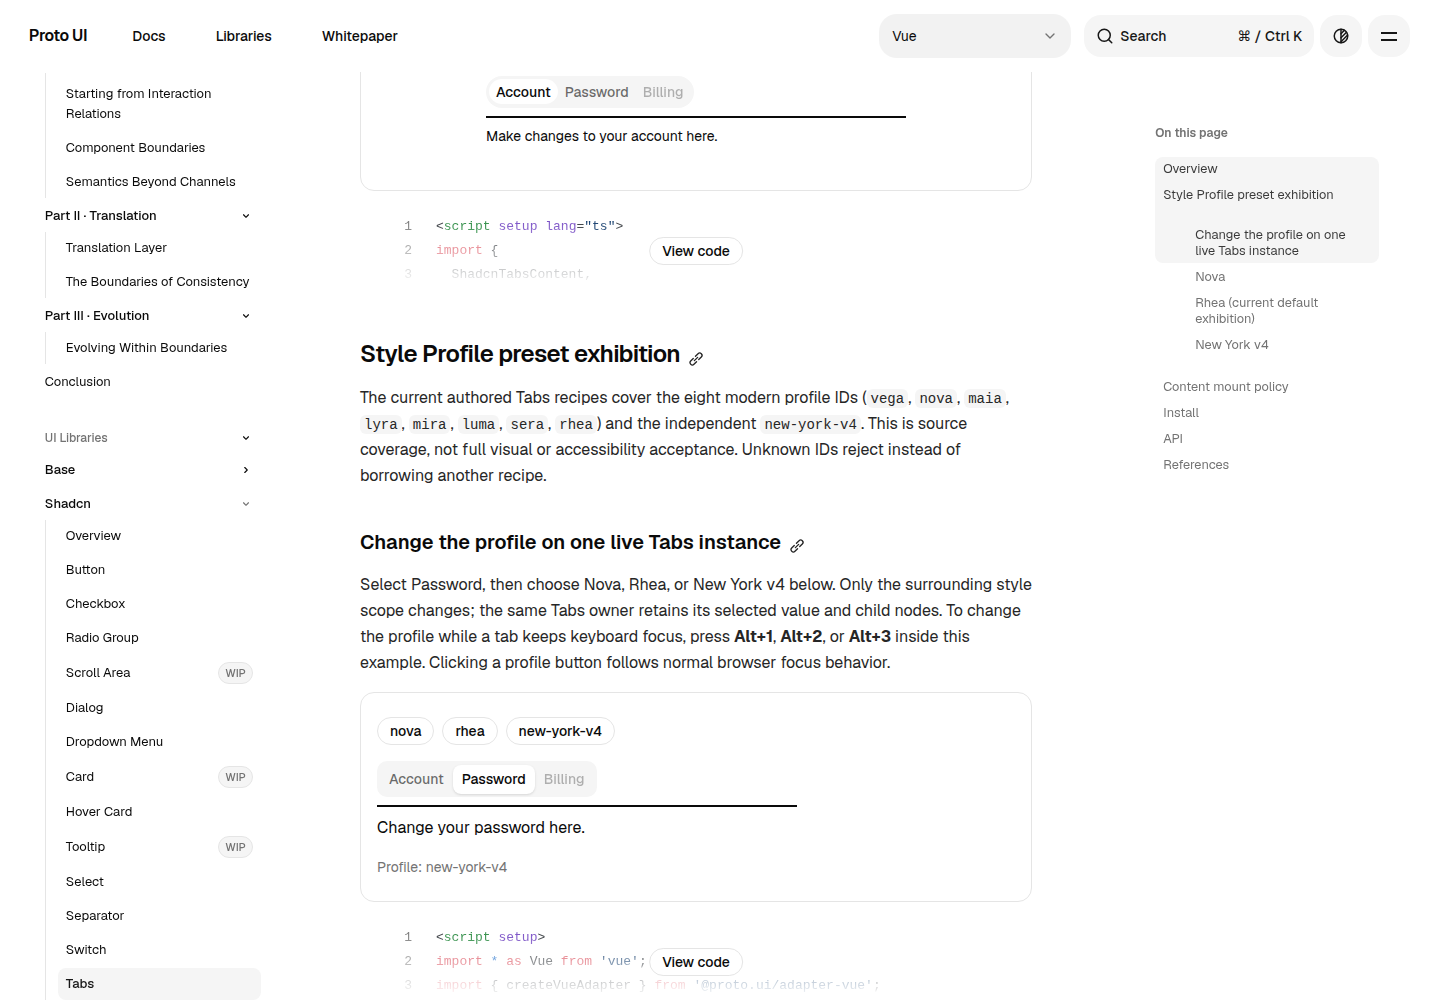 Proto UI
Docs
Libraries
Whitepaper
Vue
Search
⌘ / Ctrl K
Starting from Interaction
Relations
Component Boundaries
Semantics Beyond Channels
Part II · Translation
Translation Layer
The Boundaries of Consistency
Part III · Evolution
Evolving Within Boundaries
Conclusion
UI Libraries
Base
Shadcn
Overview
Button
Checkbox
Radio Group
Scroll Area WIP
Dialog
Dropdown Menu
Card WIP
Hover Card
Tooltip WIP
Select
Separator
Switch
Tabs
Account Password Billing
Make changes to your account here.
1 <script setup lang="ts">
2 import {
3 ShadcnTabsContent,
View code
Style Profile preset exhibition
The current authored Tabs recipes cover the eight modern profile IDs ( vega , nova , maia ,
lyra , mira , luma , sera , rhea ) and the independent new-york-v4 . This is source
coverage, not full visual or accessibility acceptance. Unknown IDs reject instead of
borrowing another recipe.
Change the profile on one live Tabs instance
Select Password, then choose Nova, Rhea, or New York v4 below. Only the surrounding style
scope changes; the same Tabs owner retains its selected value and child nodes. To change
the profile while a tab keeps keyboard focus, press Alt+1, Alt+2, or Alt+3 inside this
example. Clicking a profile button follows normal browser focus behavior.
nova rhea new-york-v4
Account Password Billing
Change your password here.
Profile: new-york-v4
1 <script setup>
2 import * as Vue from 'vue';
View code
3 import { createVueAdapter } from '@proto.ui/adapter-vue';
On this page
Overview
Style Profile preset exhibition
Change the profile on one
live Tabs instance
Nova
Rhea (current default
exhibition)
New York v4
Content mount policy
Install
API
References